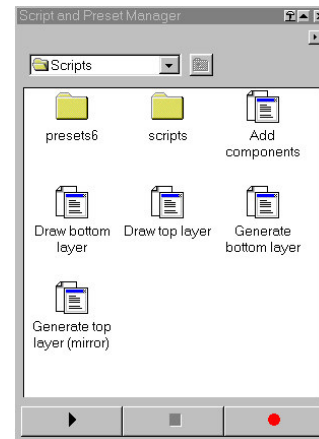 Script and Preset Manager
Scripts
presets6
scripts
Add
components
Draw bottom
layer
Draw top layer
Generate
bottom layer
Generate top
layer (mirror)